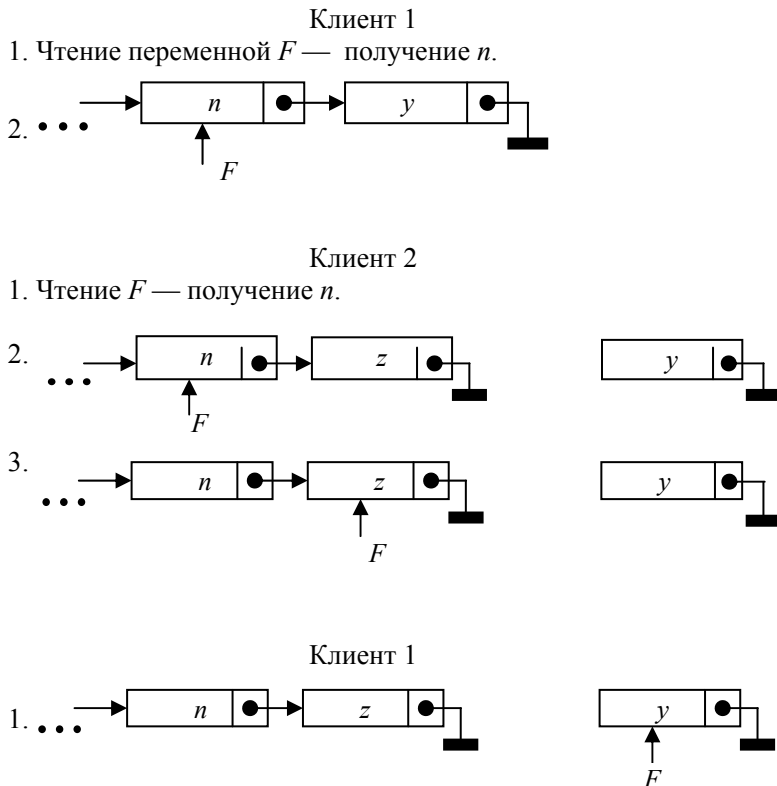 Клиент 1
1. Чтение переменной F — получение n.
2. • • • n y
F
Клиент 2
1. Чтение F — получение n.
2. • • • n z y
F
3. • • • n z y
F
Клиент 1
1. • • • n z y
F